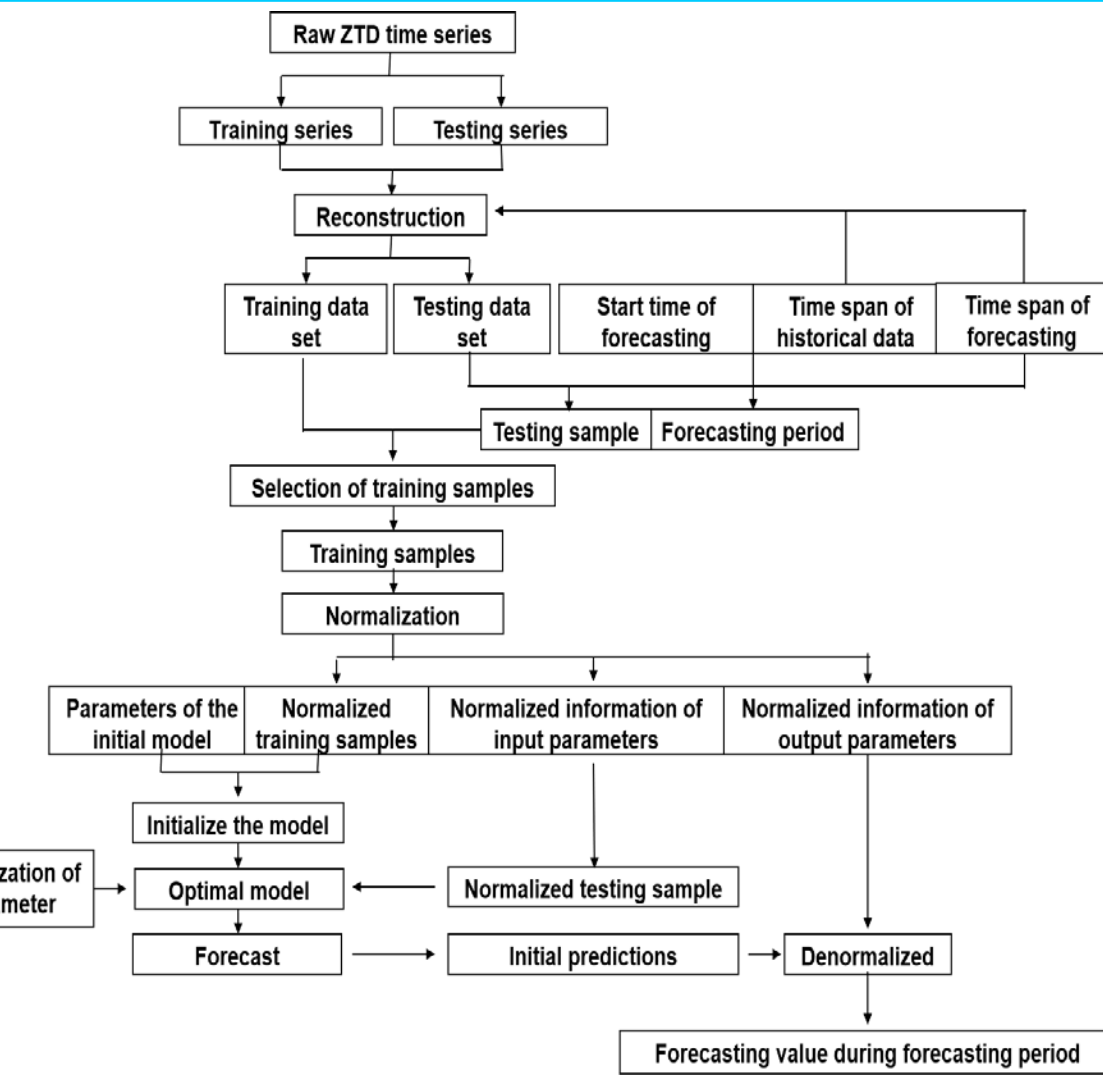 Raw ZTD time series
Training series
Testing series
Reconstruction
Training data
set
Testing data
set
Start time of
forecasting
Time span of
historical data
Time span of
forecasting
Testing sample
Forecasting period
Selection of training samples
Training samples
Normalization
Parameters of the
initial model
Normalized
training samples
Normalized information of
input parameters
Normalized information of
output parameters
Initialize the model
zation of
meter
Optimal model
Normalized testing sample
Forecast
Initial predictions
Denormalized
Forecasting value during forecasting period